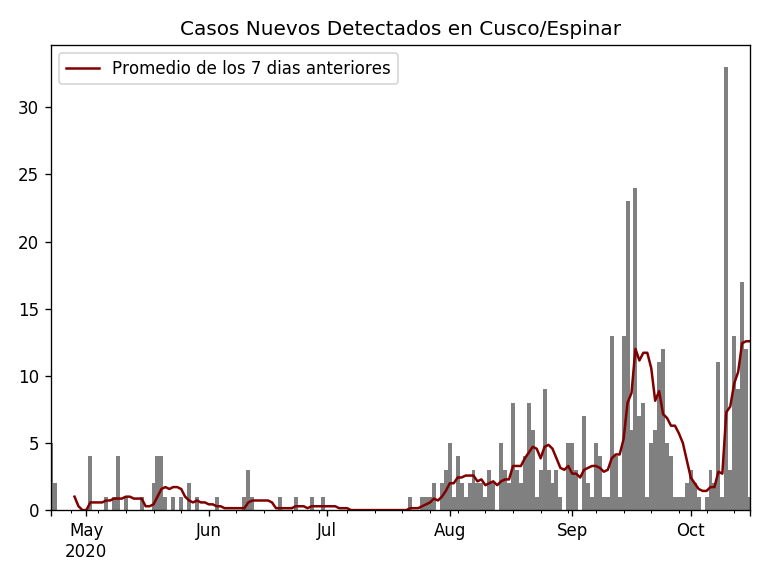 Casos Nuevos Detectados en Cusco/Espinar
Promedio de los 7 dias anteriores
30
25
20
15
10
5
0
May Jun Jul Aug Sep Oct
2020